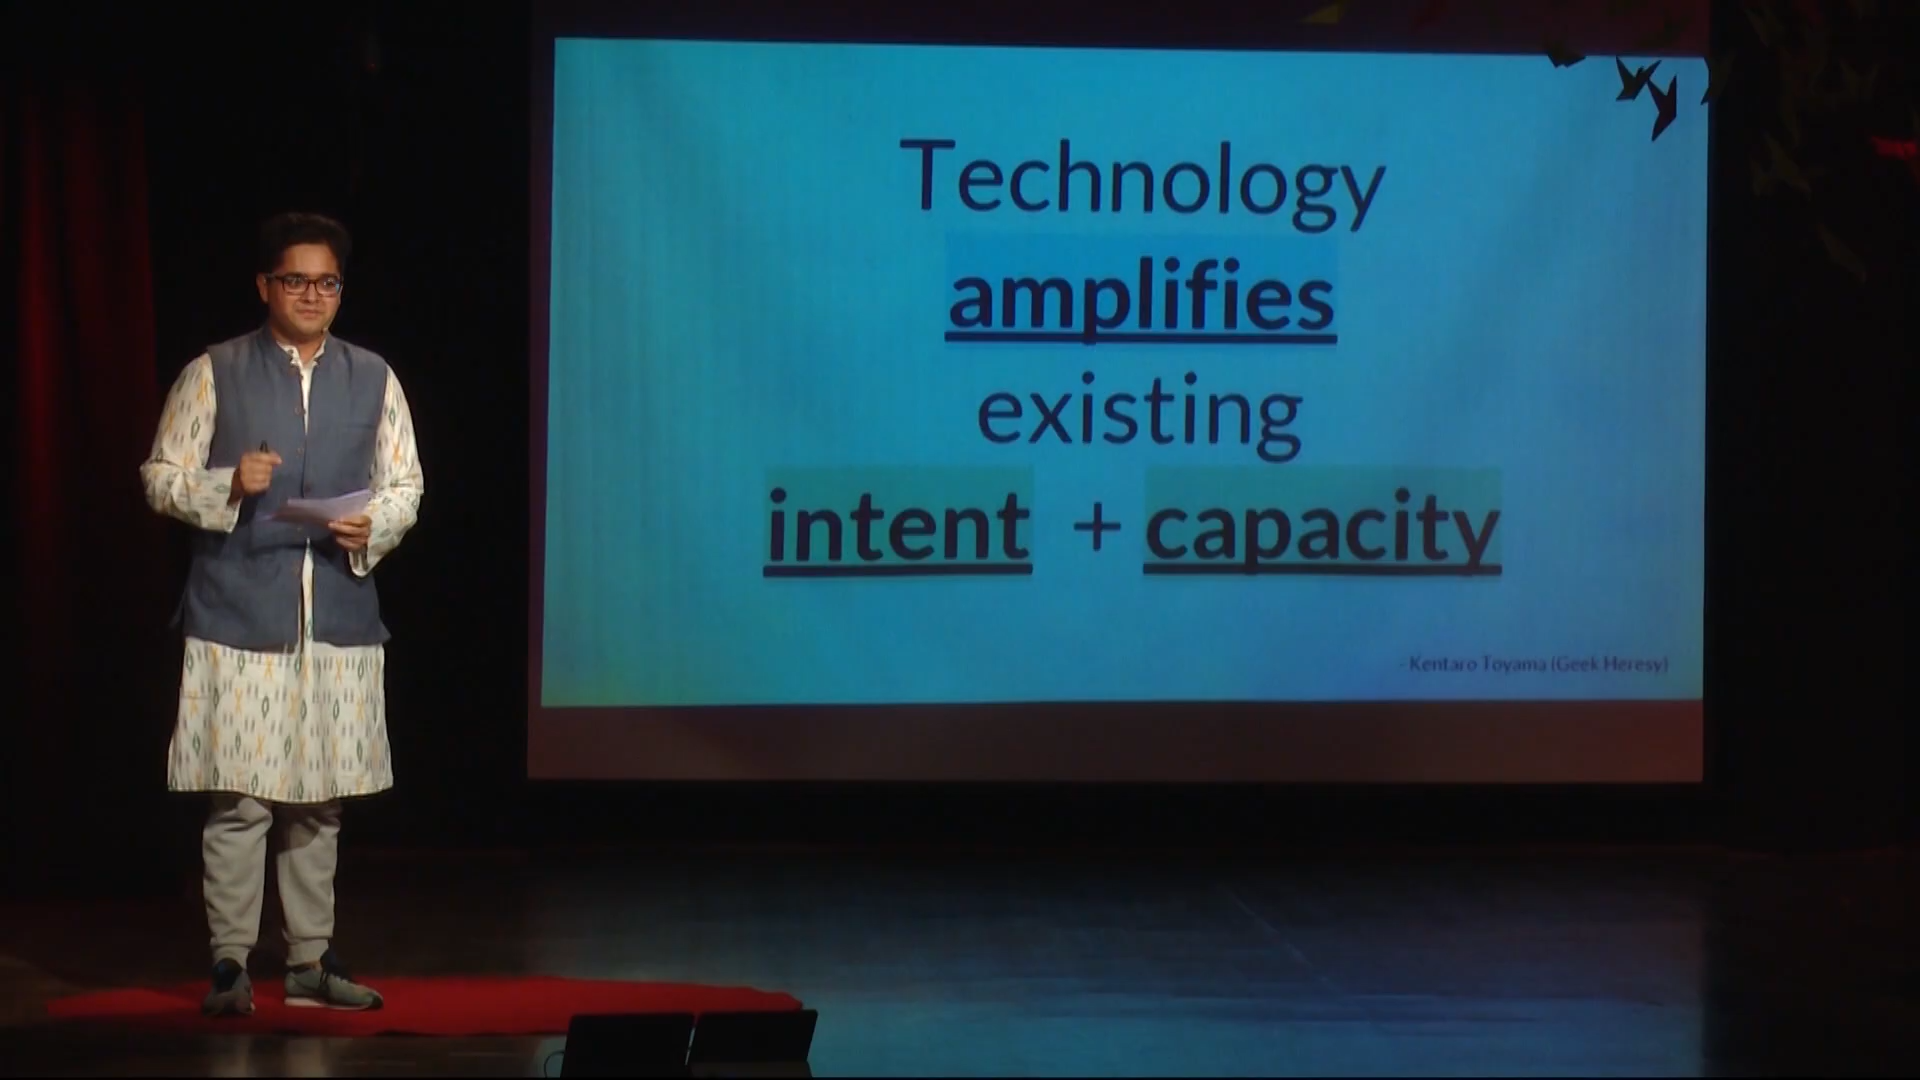 Technology
amplifies
existing
intent + capacity
- Kentaro Toyama (Geek Heresy)